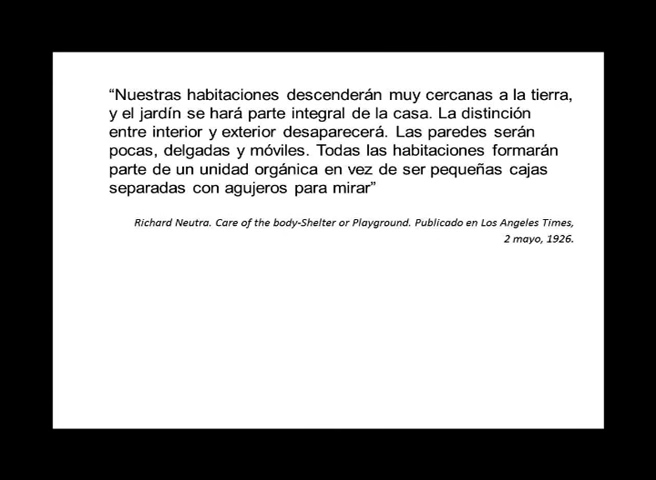 “Nuestras habitaciones descenderán muy cercanas a la tierra,
y el jardín se hará parte integral de la casa. La distinción
entre interior y exterior desaparecerá. Las paredes serán
pocas, delgadas y móviles. Todas las habitaciones formarán
parte de un unidad orgánica en vez de ser pequeñas cajas
separadas con agujeros para mirar”
Richard Neutra. Care of the body-Shelter or Playground. Publicado en Los Angeles Times,
2 mayo, 1926.